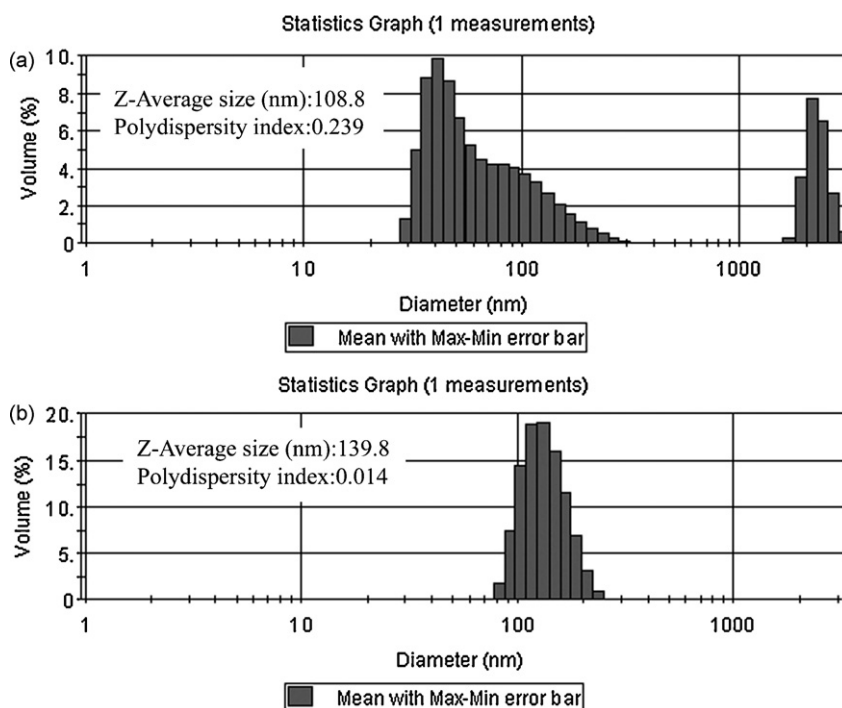 Statistics Graph (1 measurements)
(a)
Z-Average size (nm):108.8
Polydispersity index:0.239
Volume (%)
10.
8.
6.
4.
2.
0
1 10 100 1000
Diameter (nm)
Mean with Max-Min error bar
Statistics Graph (1 measurements)
(b)
Z-Average size (nm):139.8
Polydispersity index:0.014
Volume (%)
20.
15.
10.
5.
0
1 10 100 1000
Diameter (nm)
Mean with Max-Min error bar